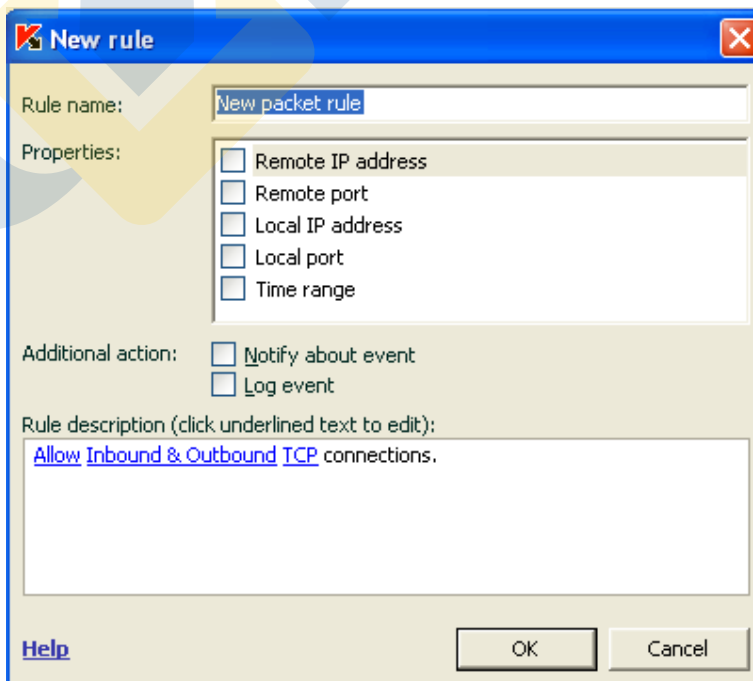 New rule
Rule name: New packet rule
Properties:
Remote IP address
Remote port
Local IP address
Local port
Time range
Additional action: Notify about event
Log event
Rule description (click underlined text to edit):
Allow Inbound & Outbound TCP connections.
Help OK Cancel